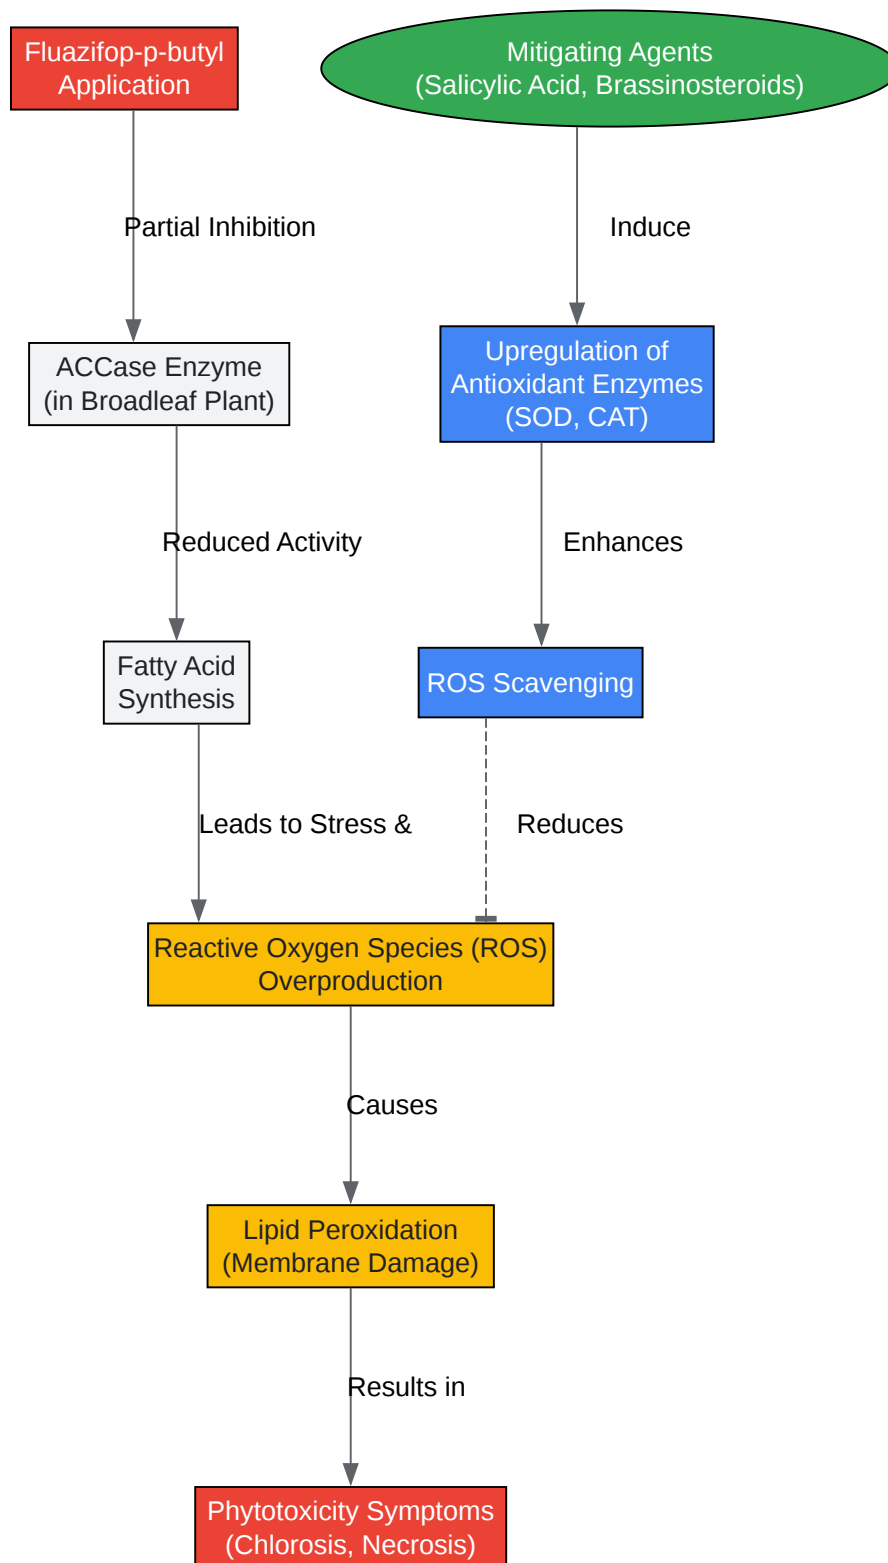 Fluazifop-p-butyl
Application
Mitigating Agents
(Salicylic Acid, Brassinosteroids)
Partial Inhibition
Induce
ACCase Enzyme
(in Broadleaf Plant)
Upregulation of
Antioxidant Enzymes
(SOD, CAT)
Reduced Activity
Enhances
Fatty Acid
Synthesis
ROS Scavenging
Leads to Stress &
Reduces
Reactive Oxygen Species (ROS)
Overproduction
Causes
Lipid Peroxidation
(Membrane Damage)
Results in
Phytotoxicity Symptoms
(Chlorosis, Necrosis)